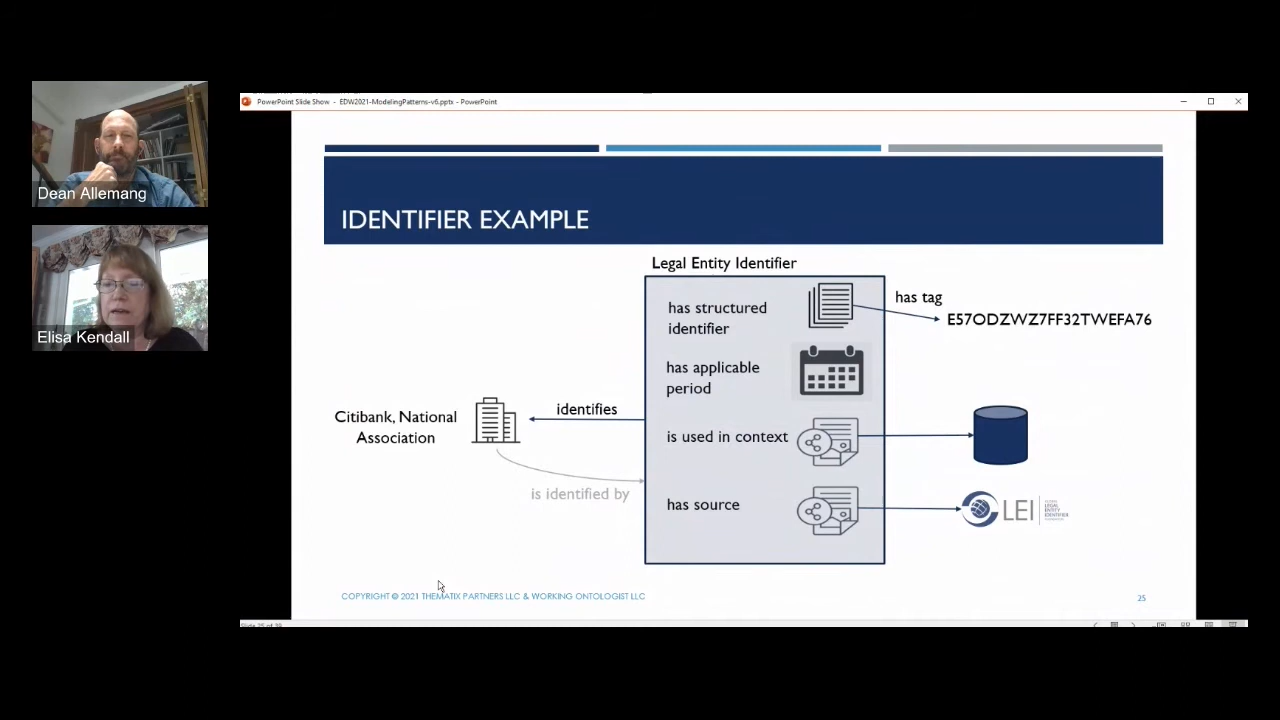 PowerPoint Slide Show - EDW2021-ModelingPatterns-v6.pptx - PowerPoint
Dean Allemang
Elisa Kendall
IDENTIFIER EXAMPLE
Legal Entity Identifier
has structured
identifier
has tag
E57ODZWZ7FF32TWEFA76
has applicable
period
Citibank, National
Association
identifies
is used in context
is identified by
has source
LEI
COPYRIGHT © 2021 THEMATIX PARTNERS LLC & WORKING ONTOLOGIST LLC
25